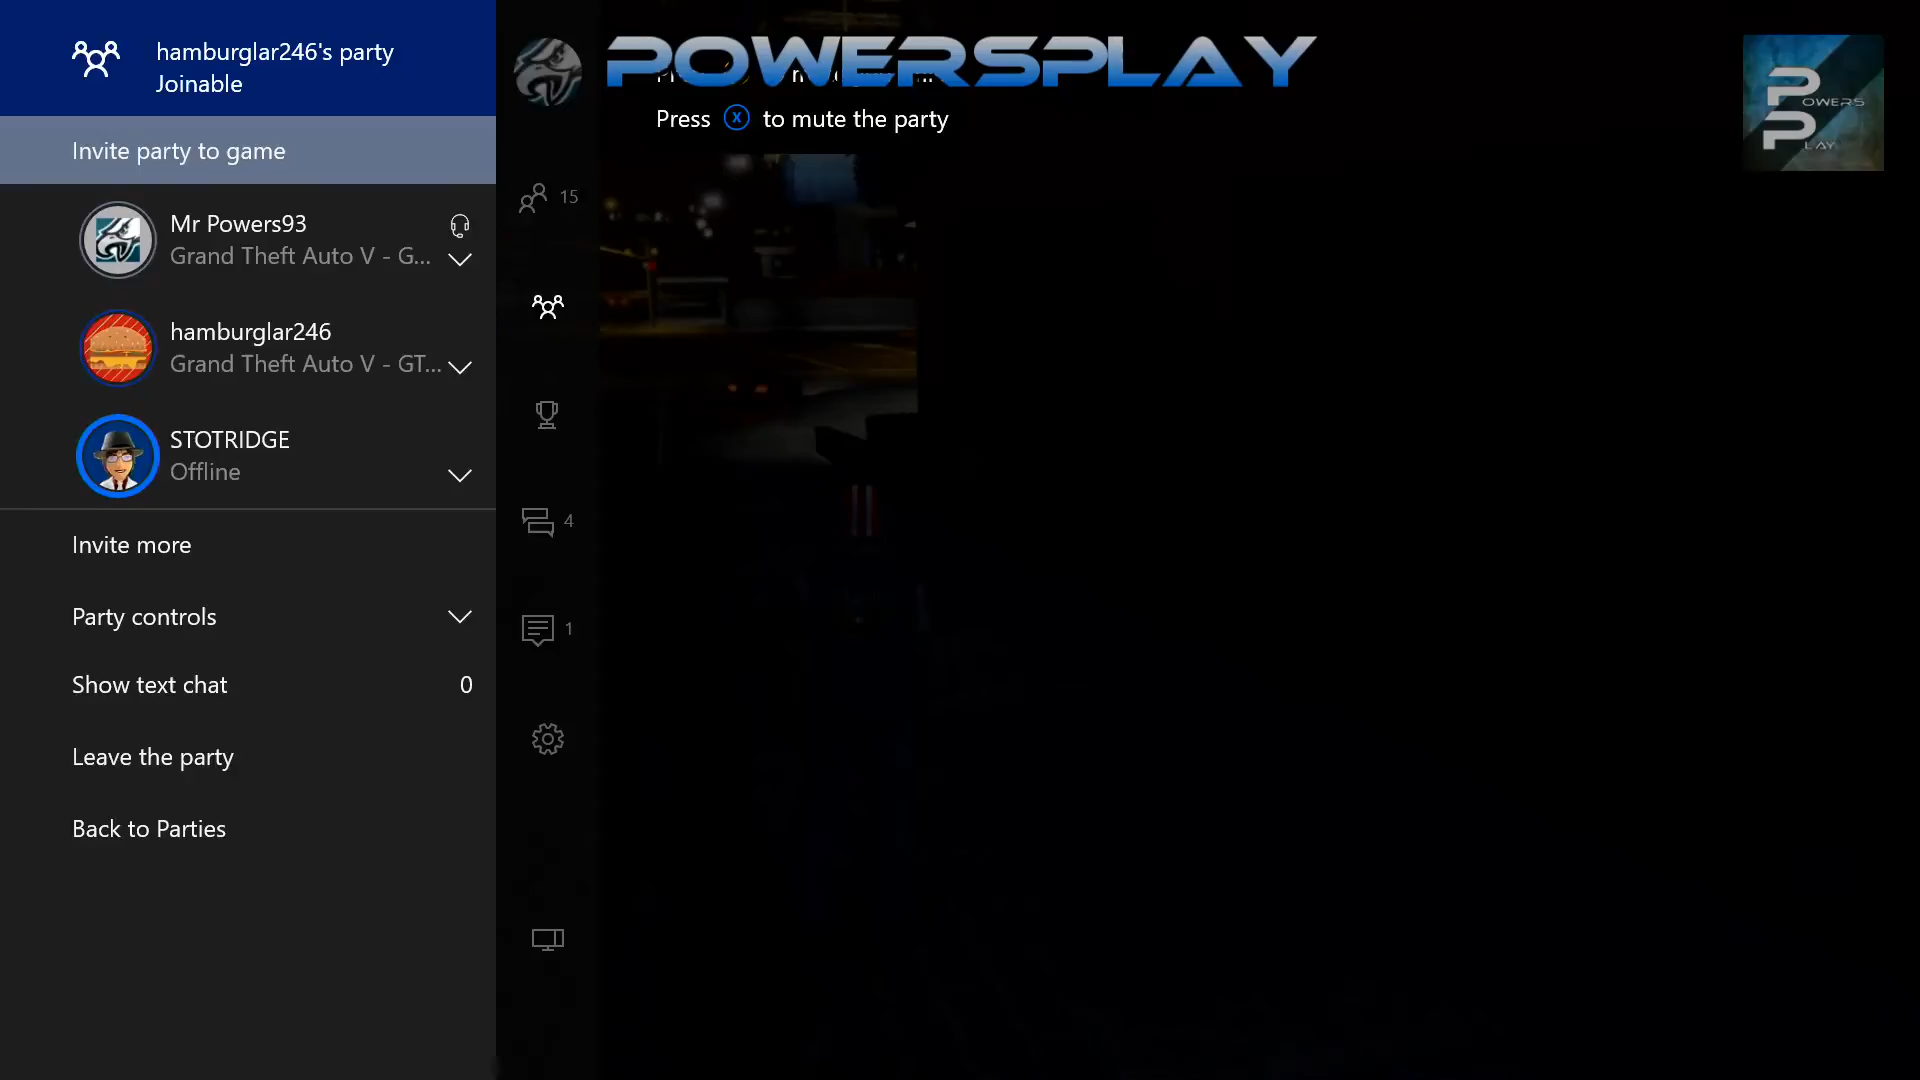 hamburglar246's party
Joinable
Invite party to game
Mr Powers93
Grand Theft Auto V - G...
hamburglar246
Grand Theft Auto V - GT...
STOTRIDGE
Offline
Invite more
Party controls
Show text chat 0
Leave the party
Back to Parties
POWERSPLAY
Press X to mute the party
15
4
1
POWERS
PLAY